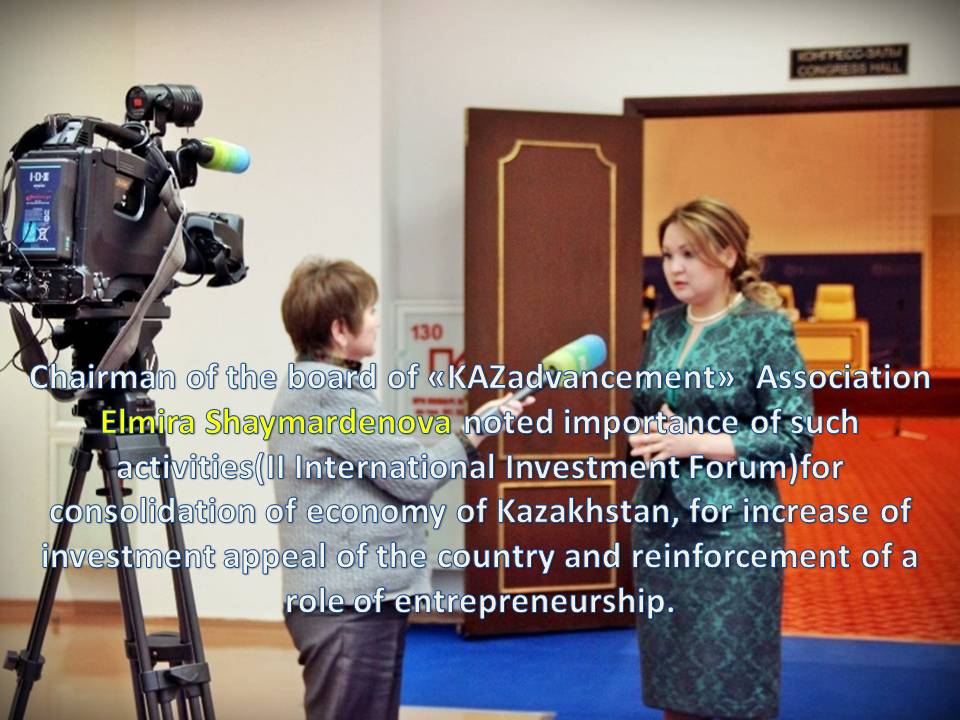 КОНГРЕСС-ЗАЛЫ
CONGRESS HALL
I·D·X
130
Chairman of the board of «KAZadvancement» Association
Elmira Shaymardenova noted importance of such
activities(II International Investment Forum)for
consolidation of economy of Kazakhstan, for increase of
investment appeal of the country and reinforcement of a
role of entrepreneurship.